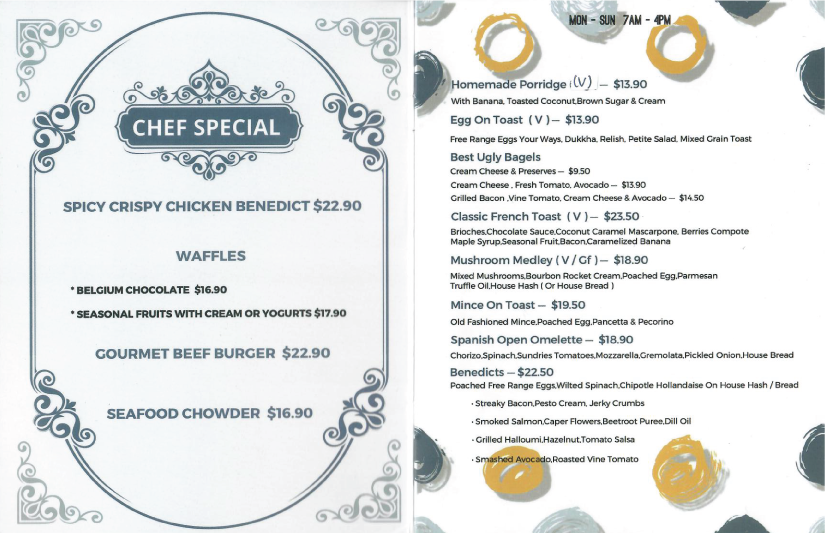 CHEF SPECIAL
SPICY CRISPY CHICKEN BENEDICT $22.90
WAFFLES
* BELGIUM CHOCOLATE $16.90
* SEASONAL FRUITS WITH CREAM OR YOGURTS $17.90
GOURMET BEEF BURGER $22.90
SEAFOOD CHOWDER $16.90
MON - SUN 7AM - 4PM
Homemade Porridge (V) — $13.90
With Banana, Toasted Coconut,Brown Sugar & Cream
Egg On Toast ( V ) — $13.90
Free Range Eggs Your Ways, Dukkha, Relish, Petite Salad, Mixed Grain Toast
Best Ugly Bagels
Cream Cheese & Preserves — $9.50
Cream Cheese , Fresh Tomato, Avocado — $13.90
Grilled Bacon ,Vine Tomato, Cream Cheese & Avocado — $14.50
Classic French Toast ( V ) — $23.50
Brioches,Chocolate Sauce,Coconut Caramel Mascarpone, Berries Compote
Maple Syrup,Seasonal Fruit,Bacon,Caramelized Banana
Mushroom Medley ( V / Gf ) — $18.90
Mixed Mushrooms,Bourbon Rocket Cream,Poached Egg,Parmesan
Truffle Oil,House Hash ( Or House Bread )
Mince On Toast — $19.50
Old Fashioned Mince,Poached Egg,Pancetta & Pecorino
Spanish Open Omelette — $18.90
Chorizo,Spinach,Sundries Tomatoes,Mozzarella,Gremolata,Pickled Onion,House Bread
Benedicts — $22.50
Poached Free Range Eggs,Wilted Spinach,Chipotle Hollandaise On House Hash / Bread
· Streaky Bacon,Pesto Cream, Jerky Crumbs
· Smoked Salmon,Caper Flowers,Beetroot Puree,Dill Oil
· Grilled Halloumi,Hazelnut,Tomato Salsa
· Smashed Avocado,Roasted Vine Tomato